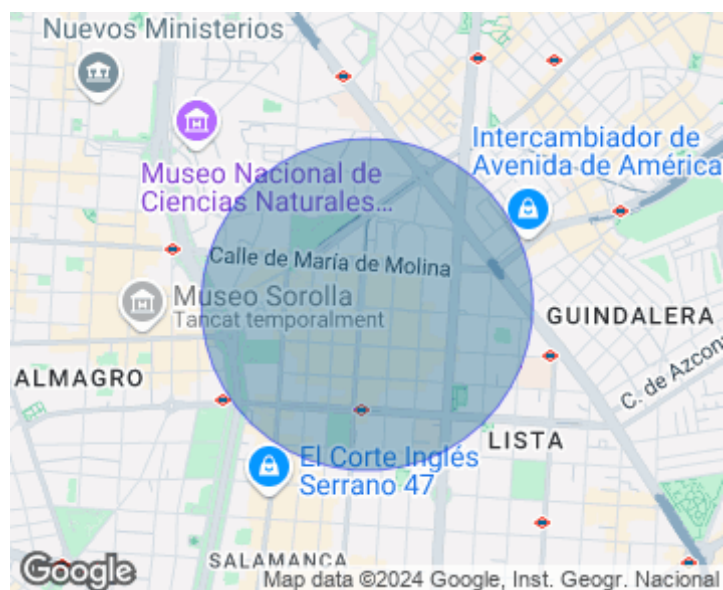 Nuevos Ministerios
Museo Nacional de
Ciencias Naturales...
Intercambiador de
Avenida de América
Calle de María de Molina
Museo Sorolla
Tancat temporalment
GUINDALERA
ALMAGRO
C. de Azcona
LISTA
El Corte Inglés
Serrano 47
SALAMANCA
Google
Map data ©2024 Google, Inst. Geogr. Nacional